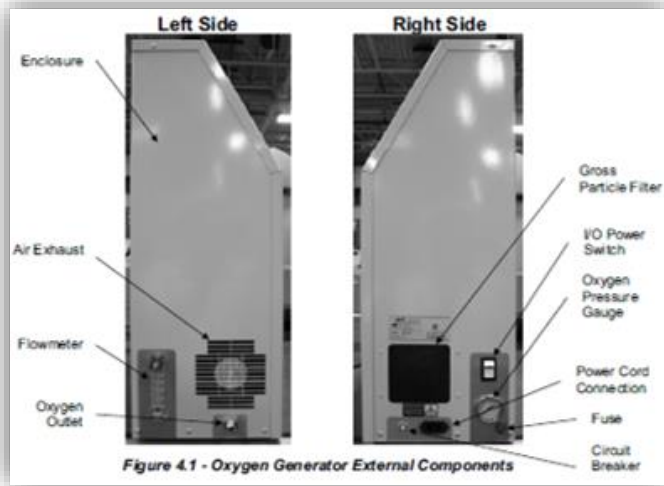 Left Side
Right Side
Enclosure
Air Exhaust
Flowmeter
Oxygen
Outlet
Gross
Particle Filter
I/O Power
Switch
Oxygen
Pressure
Gauge
Power Cord
Connection
Fuse
Circuit
Breaker
Figure 4.1 - Oxygen Generator External Components